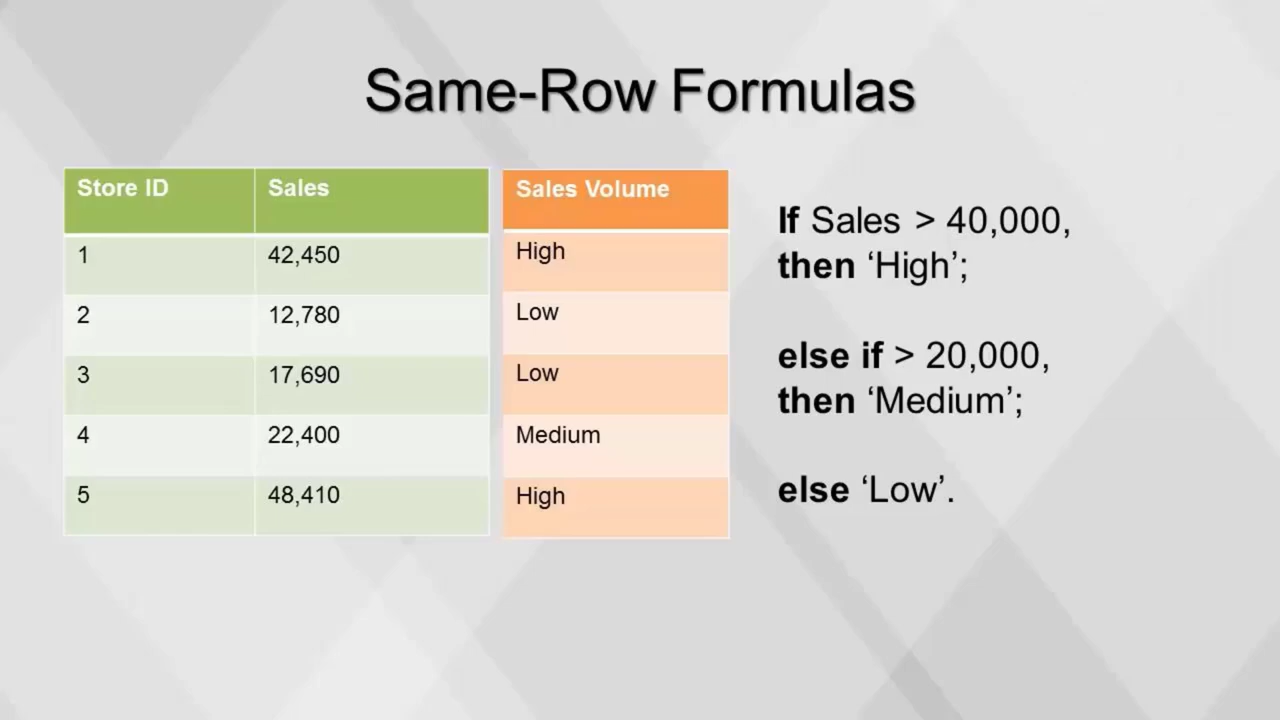 Same-Row Formulas
Store ID Sales Sales Volume
1 42,450 High
2 12,780 Low
3 17,690 Low
4 22,400 Medium
5 48,410 High
If Sales > 40,000,
then ‘High’;
else if > 20,000,
then ‘Medium’;
else ‘Low’.